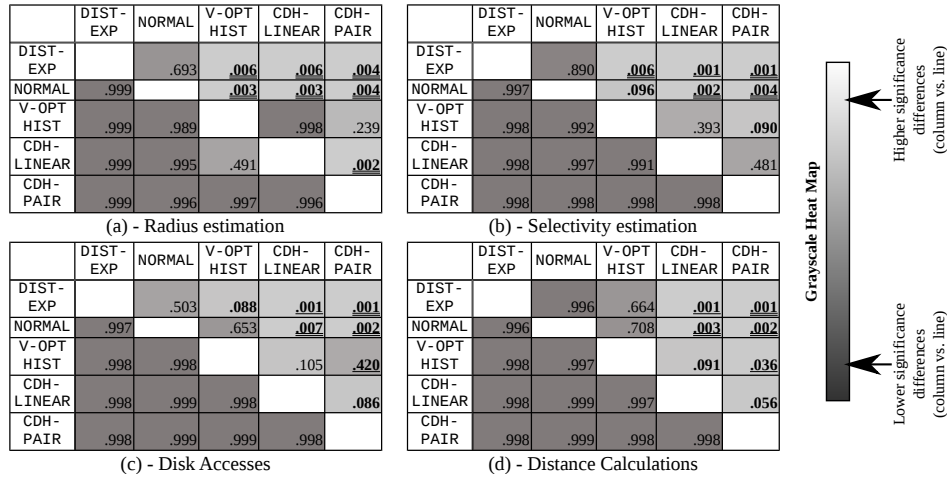 DIST-EXP NORMAL V-OPT HIST CDH-LINEAR CDH-PAIR
DIST-EXP .693 .006 .006 .004
NORMAL .999 .003 .003 .004
V-OPT HIST .999 .989 .998 .239
CDH-LINEAR .999 .995 .491 .002
CDH-PAIR .999 .996 .997 .996
(a) - Radius estimation
DIST-EXP NORMAL V-OPT HIST CDH-LINEAR CDH-PAIR
DIST-EXP .890 .006 .001 .001
NORMAL .997 .096 .002 .004
V-OPT HIST .998 .992 .393 .090
CDH-LINEAR .998 .997 .991 .481
CDH-PAIR .998 .998 .998 .998
(b) - Selectivity estimation
DIST-EXP NORMAL V-OPT HIST CDH-LINEAR CDH-PAIR
DIST-EXP .503 .088 .001 .001
NORMAL .997 .653 .007 .002
V-OPT HIST .998 .998 .105 .420
CDH-LINEAR .998 .999 .998 .086
CDH-PAIR .998 .999 .999 .998
(c) - Disk Accesses
DIST-EXP NORMAL V-OPT HIST CDH-LINEAR CDH-PAIR
DIST-EXP .996 .664 .001 .001
NORMAL .996 .708 .003 .002
V-OPT HIST .998 .997 .091 .036
CDH-LINEAR .998 .999 .997 .056
CDH-PAIR .998 .999 .998 .998
(d) - Distance Calculations
Grayscale Heat Map
Higher significance
differences
(column vs. line)
Lower significance
differences
(column vs. line)